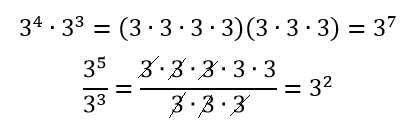 3⁴ · 3³ = (3 · 3 · 3 · 3)(3 · 3 · 3) = 3⁷
3⁵/3³ = (3 · 3 · 3 · 3 · 3)/(3 · 3 · 3) = 3²